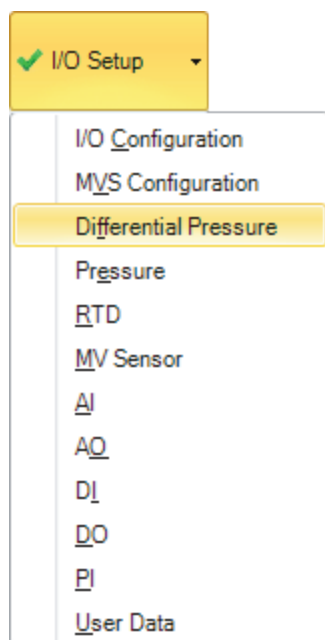 I/O Setup
I/O Configuration
MVS Configuration
Differential Pressure
Pressure
RTD
MV Sensor
AI
AO
DI
DO
PI
User Data